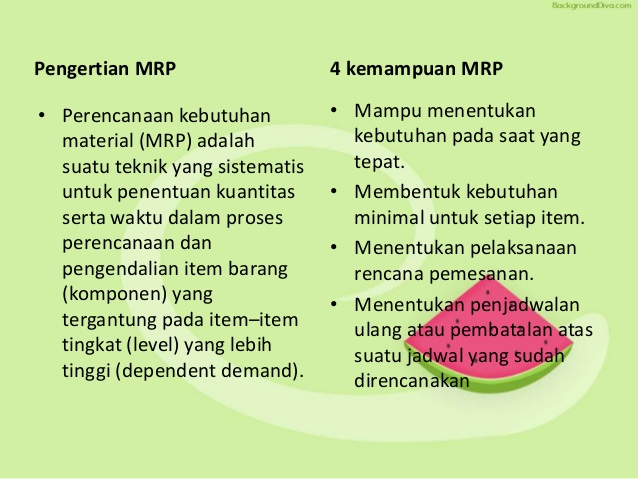 BackgroundDiva.com
Pengertian MRP
• Perencanaan kebutuhan
material (MRP) adalah
suatu teknik yang sistematis
untuk penentuan kuantitas
serta waktu dalam proses
perencanaan dan
pengendalian item barang
(komponen) yang
tergantung pada item–item
tingkat (level) yang lebih
tinggi (dependent demand).
4 kemampuan MRP
• Mampu menentukan
kebutuhan pada saat yang
tepat.
• Membentuk kebutuhan
minimal untuk setiap item.
• Menentukan pelaksanaan
rencana pemesanan.
• Menentukan penjadwalan
ulang atau pembatalan atas
suatu jadwal yang sudah
direncanakan